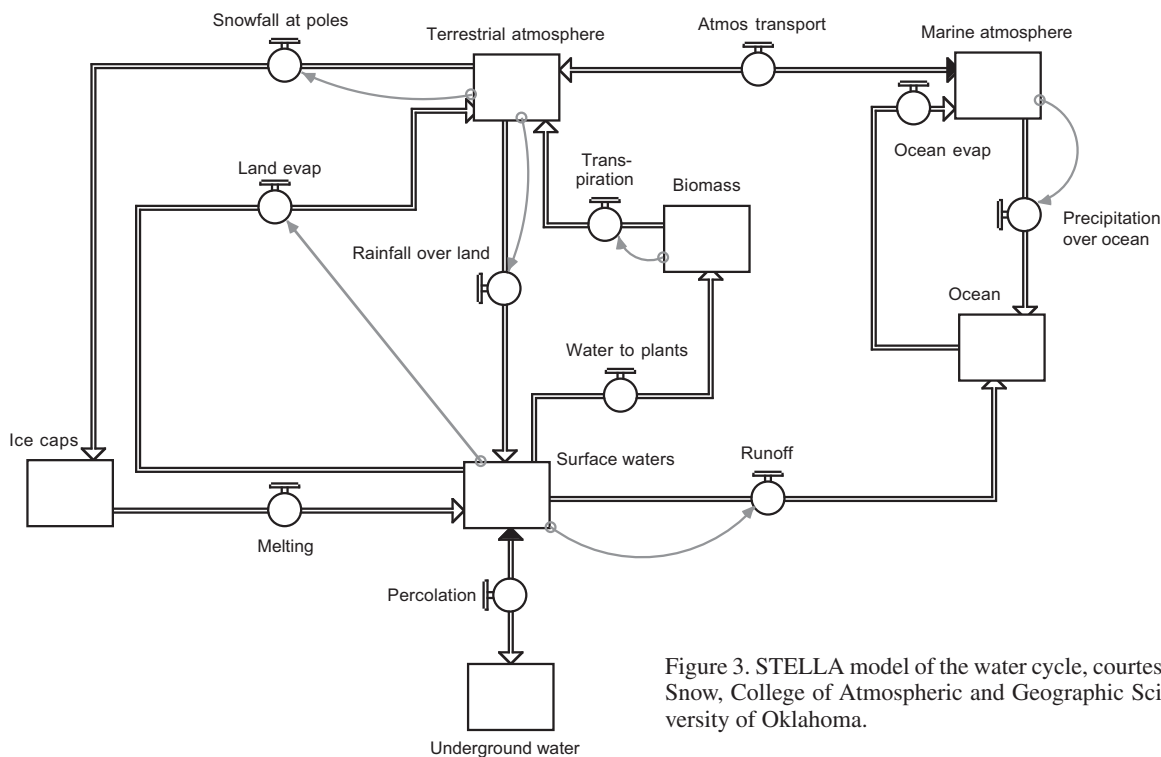 Snowfall at poles
Terrestrial atmosphere
Atmos transport
Marine atmosphere
Land evap
Trans-
piration
Biomass
Ocean evap
Precipitation
over ocean
Rainfall over land
Ocean
Water to plants
Ice caps
Surface waters
Runoff
Melting
Percolation
Underground water
Figure 3. STELLA model of the water cycle,
Snow, College of Atmospheric and Geographic
versity of Oklahoma.